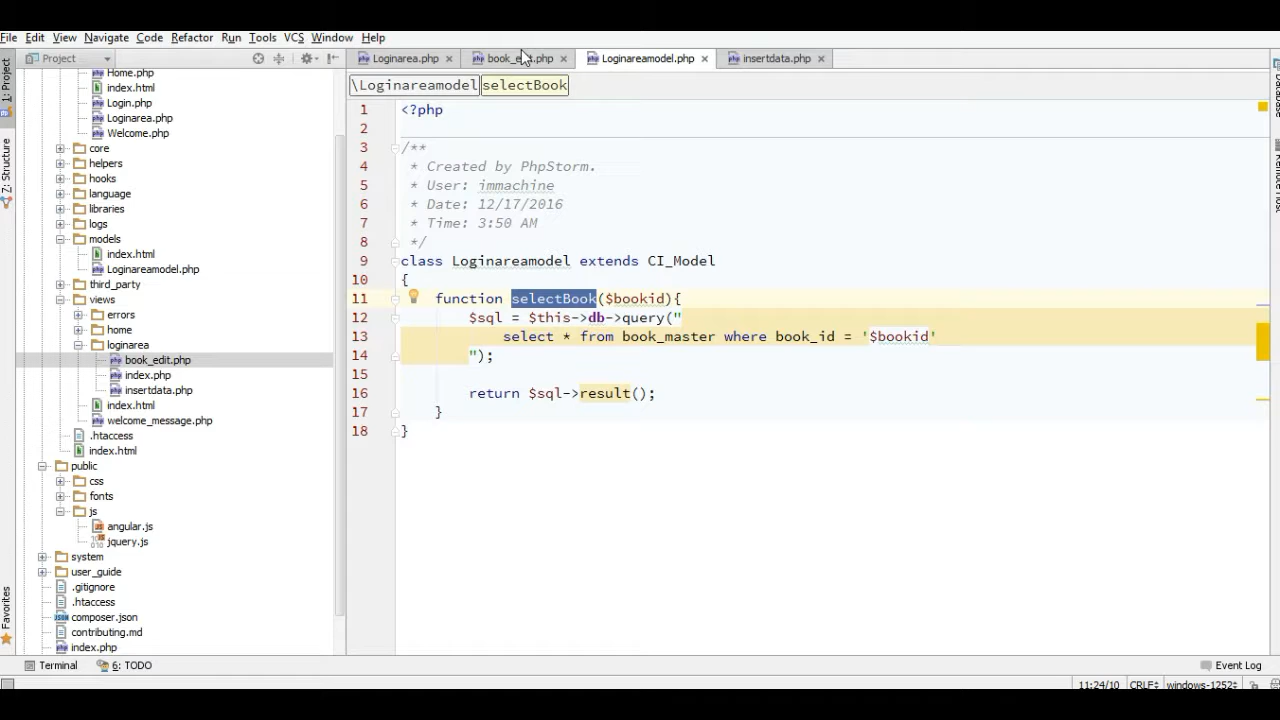 File Edit View Navigate Code Refactor Run Tools VCS Window Help
Project
Loginarea.php book_edit.php Loginareamodel.php insertdata.php
1: Project
Z: Structure
Favorites
Database
Home.php
index.html
Login.php
Loginarea.php
Welcome.php
core
helpers
hooks
language
libraries
logs
models
index.html
Loginareamodel.php
third_party
views
errors
home
loginarea
book_edit.php
index.php
insertdata.php
index.html
welcome_message.php
.htaccess
index.html
public
css
fonts
js
angular.js
jquery.js
system
user_guide
.gitignore
.htaccess
composer.json
contributing.md
index.php
\Loginareamodel selectBook
1 <?php
2
3 /**
4 * Created by PhpStorm.
5 * User: immachine
6 * Date: 12/17/2016
7 * Time: 3:50 AM
8 */
9 class Loginareamodel extends CI_Model
10 {
11 function selectBook($bookid){
12 $sql = $this->db->query("
13 select * from book_master where book_id = '$bookid'
14 ");
15
16 return $sql->result();
17 }
18 }
Terminal 6: TODO Event Log
11:24/10 CRLF windows-1252